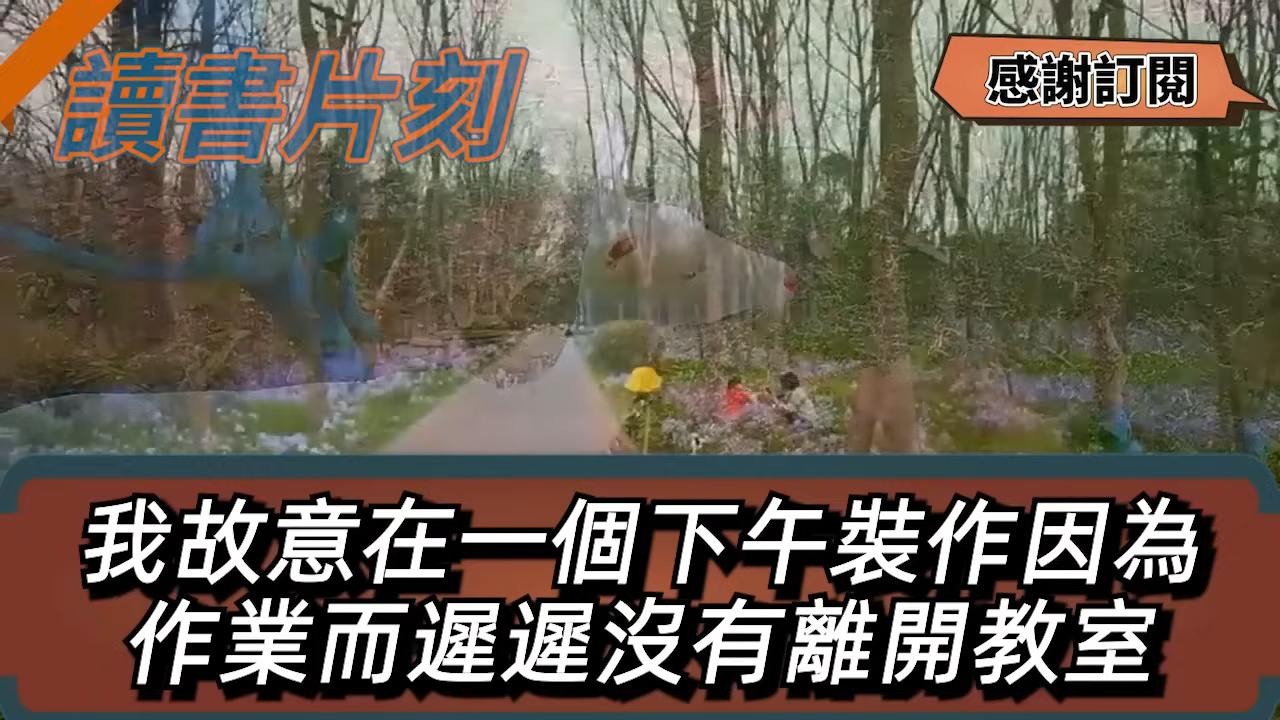 讀書片刻
感謝訂閱
我故意在一個下午裝作因為
作業而遲遲沒有離開教室